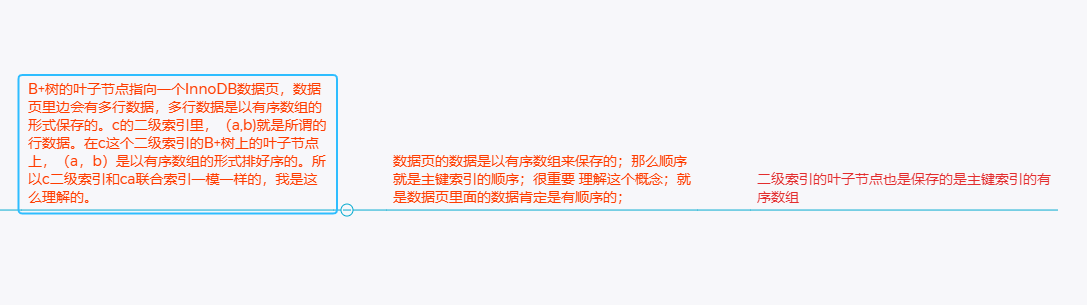 B+树的叶子节点指向一个InnoDB数据页，数据
页里边会有多行数据，多行数据是以有序数组的
形式保存的。c的二级索引里，（a,b)就是所谓的
行数据。在c这个二级索引的B+树上的叶子节点
上，（a，b）是以有序数组的形式排好序的。所
以c二级索引和ca联合索引一模一样的，我是这
么理解的。
数据页的数据是以有序数组来保存的；那么顺序
就是主键索引的顺序；很重要 理解这个概念；就
是数据页里面的数据肯定是有顺序的；
二级索引的叶子节点也是保存的是主键索引的有
序数组